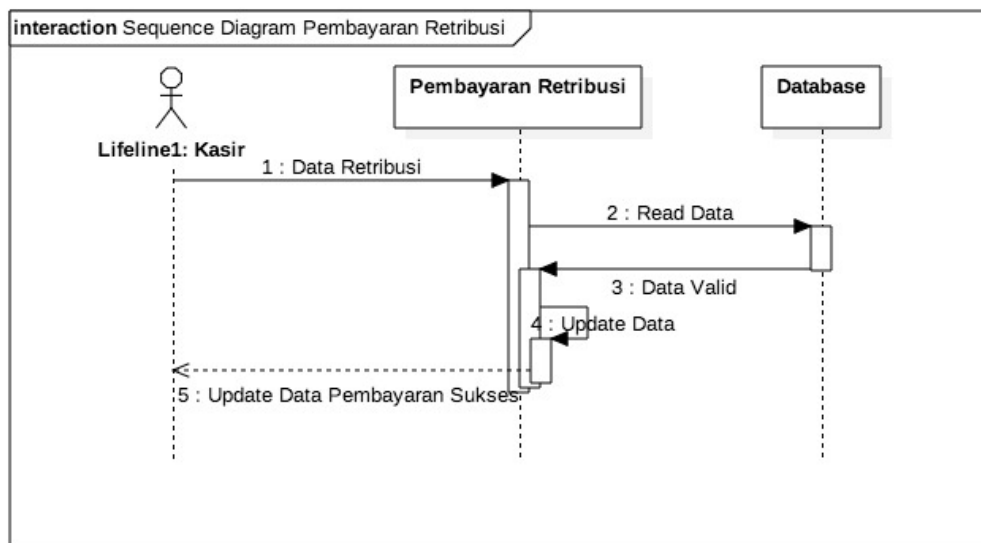 interaction Sequence Diagram Pembayaran Retribusi
Pembayaran Retribusi
Database
Lifeline1: Kasir
1 : Data Retribusi
2 : Read Data
3 : Data Valid
4 : Update Data
5 : Update Data Pembayaran Sukses